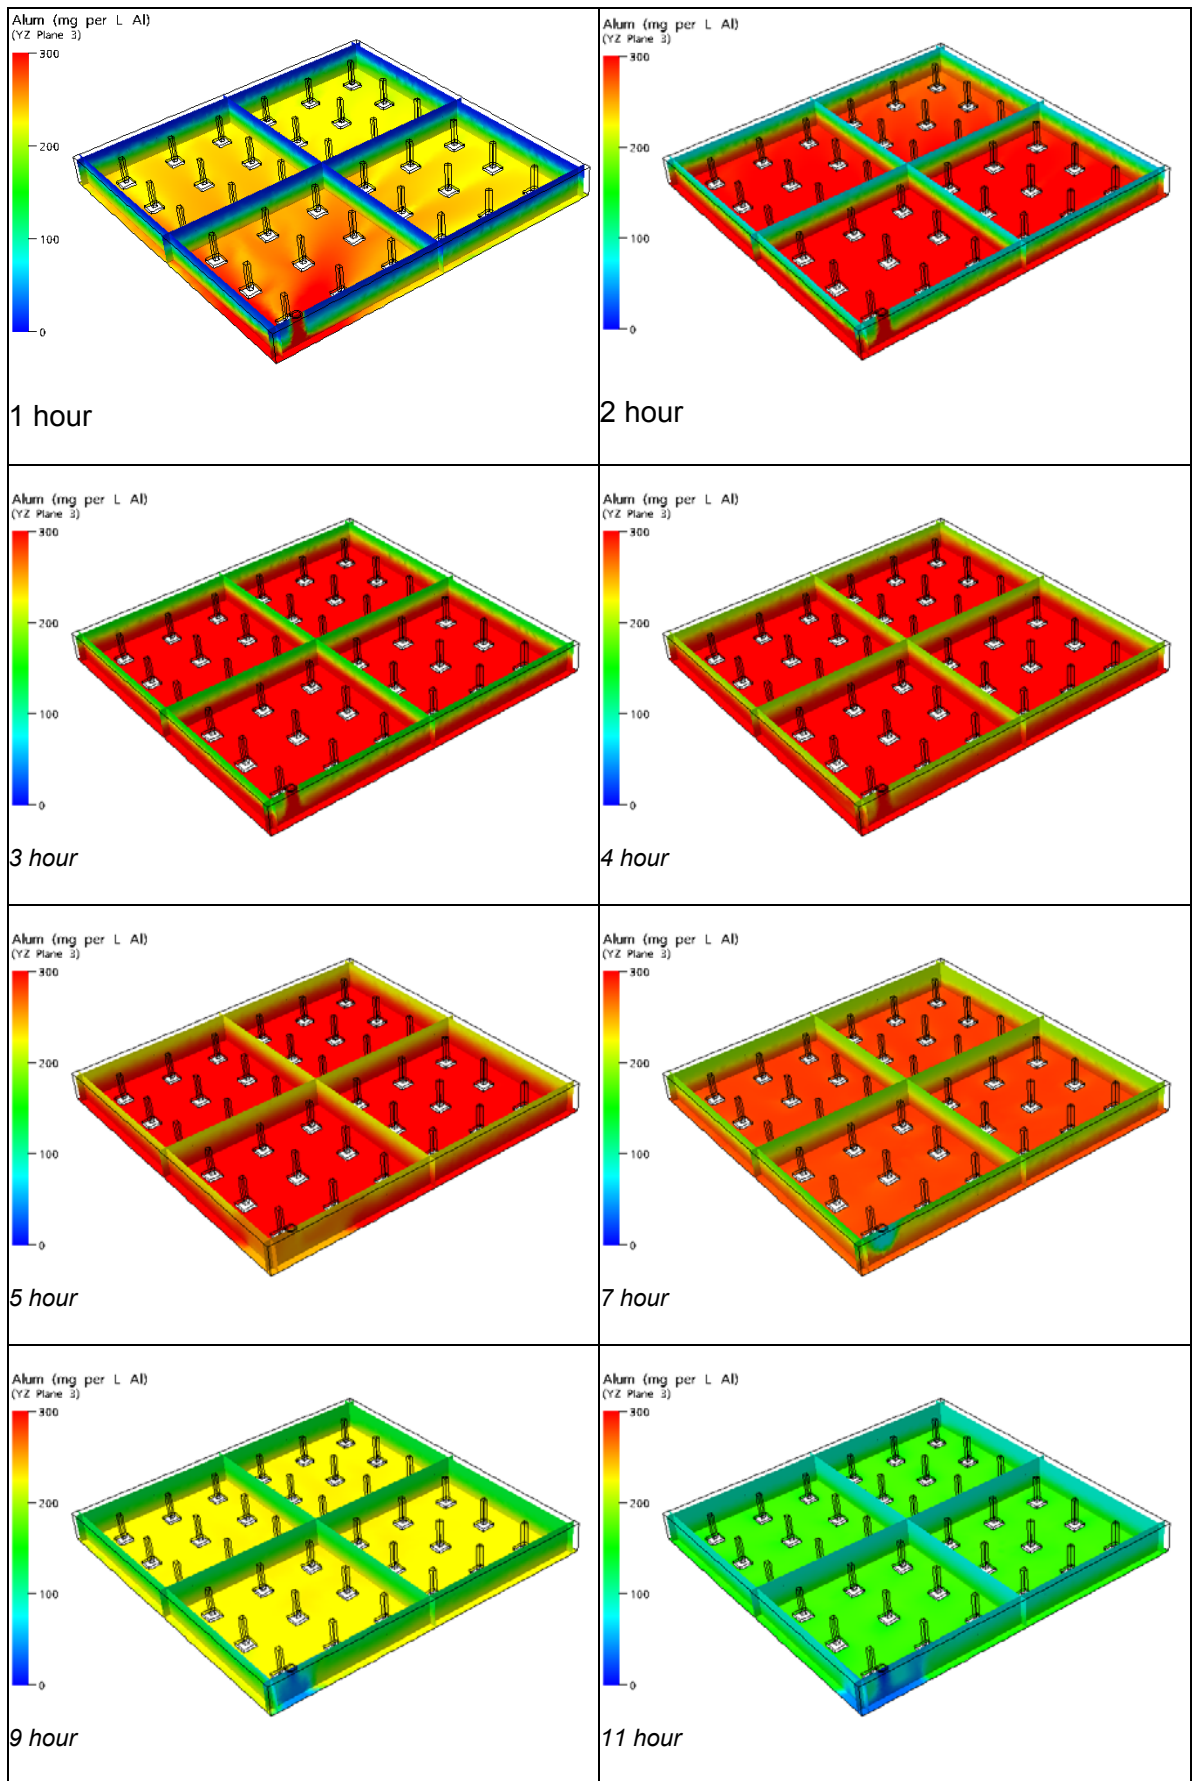 Alum (mg per L Al)
(YZ Plane 3)
300
200
100
0
1 hour
Alum (mg per L Al)
(YZ Plane 3)
300
200
100
0
2 hour
Alum (mg per L Al)
(YZ Plane 3)
300
200
100
0
3 hour
Alum (mg per L Al)
(YZ Plane 3)
300
200
100
0
4 hour
Alum (mg per L Al)
(YZ Plane 3)
300
200
100
0
5 hour
Alum (mg per L Al)
(YZ Plane 3)
300
200
100
0
7 hour
Alum (mg per L Al)
(YZ Plane 3)
300
200
100
0
9 hour
Alum (mg per L Al)
(YZ Plane 3)
300
200
100
0
11 hour